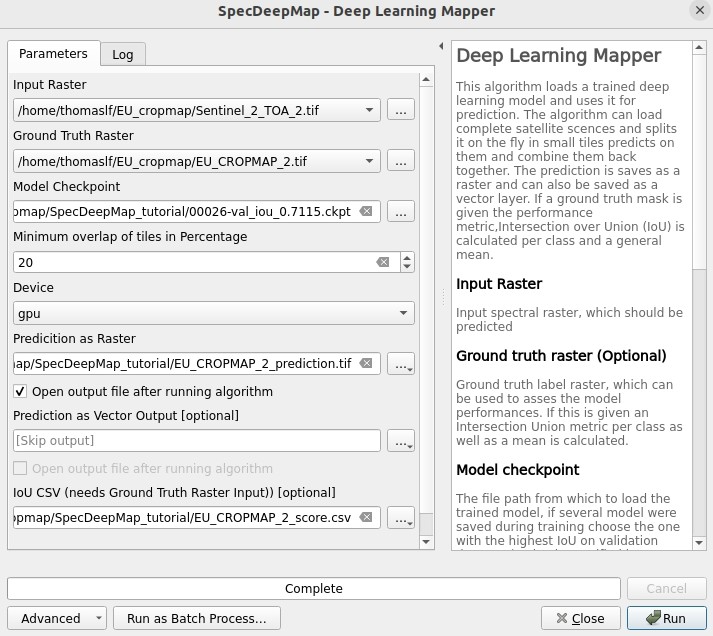 SpecDeepMap - Deep Learning Mapper
Parameters
Log
Input Raster
/home/thomaslf/EU_cropmap/Sentinel_2_TOA_2.tif
...
Ground Truth Raster
/home/thomaslf/EU_cropmap/EU_CROPMAP_2.tif
...
Model Checkpoint
pmap/SpecDeepMap_tutorial/00026-val_iou_0.7115.ckpt
...
Minimum overlap of tiles in Percentage
20
Device
gpu
Predicition as Raster
ap/SpecDeepMap_tutorial/EU_CROPMAP_2_prediction.tif
...
Open output file after running algorithm
Prediction as Vector Output [optional]
[Skip output]
...
Open output file after running algorithm
IoU CSV (needs Ground Truth Raster Input)) [optional]
pmap/SpecDeepMap_tutorial/EU_CROPMAP_2_score.csv
...
Deep Learning Mapper
This algorithm loads a trained deep
learning model and uses it for
prediction. The algorithm can load
complete satellite scences and splits
it on the fly in small tiles predicts on
them and combine them back
together. The prediction is saves as a
raster and can also be saved as a
vector layer. If a ground truth mask is
given the performance
metric,Intersection over Union (IoU) is
calculated per class and a general
mean.
Input Raster
Input spectral raster, which should be
predicted
Ground truth raster (Optional)
Ground truth label raster, which can
be used to asses the model
performances. If this is given an
Intersection Union metric per class as
well as a mean is calculated.
Model checkpoint
The file path from which to load the
trained model, if several model were
saved during training choose the one
with the highest IoU on validation
Complete
Cancel
Advanced
Run as Batch Process...
Close
Run